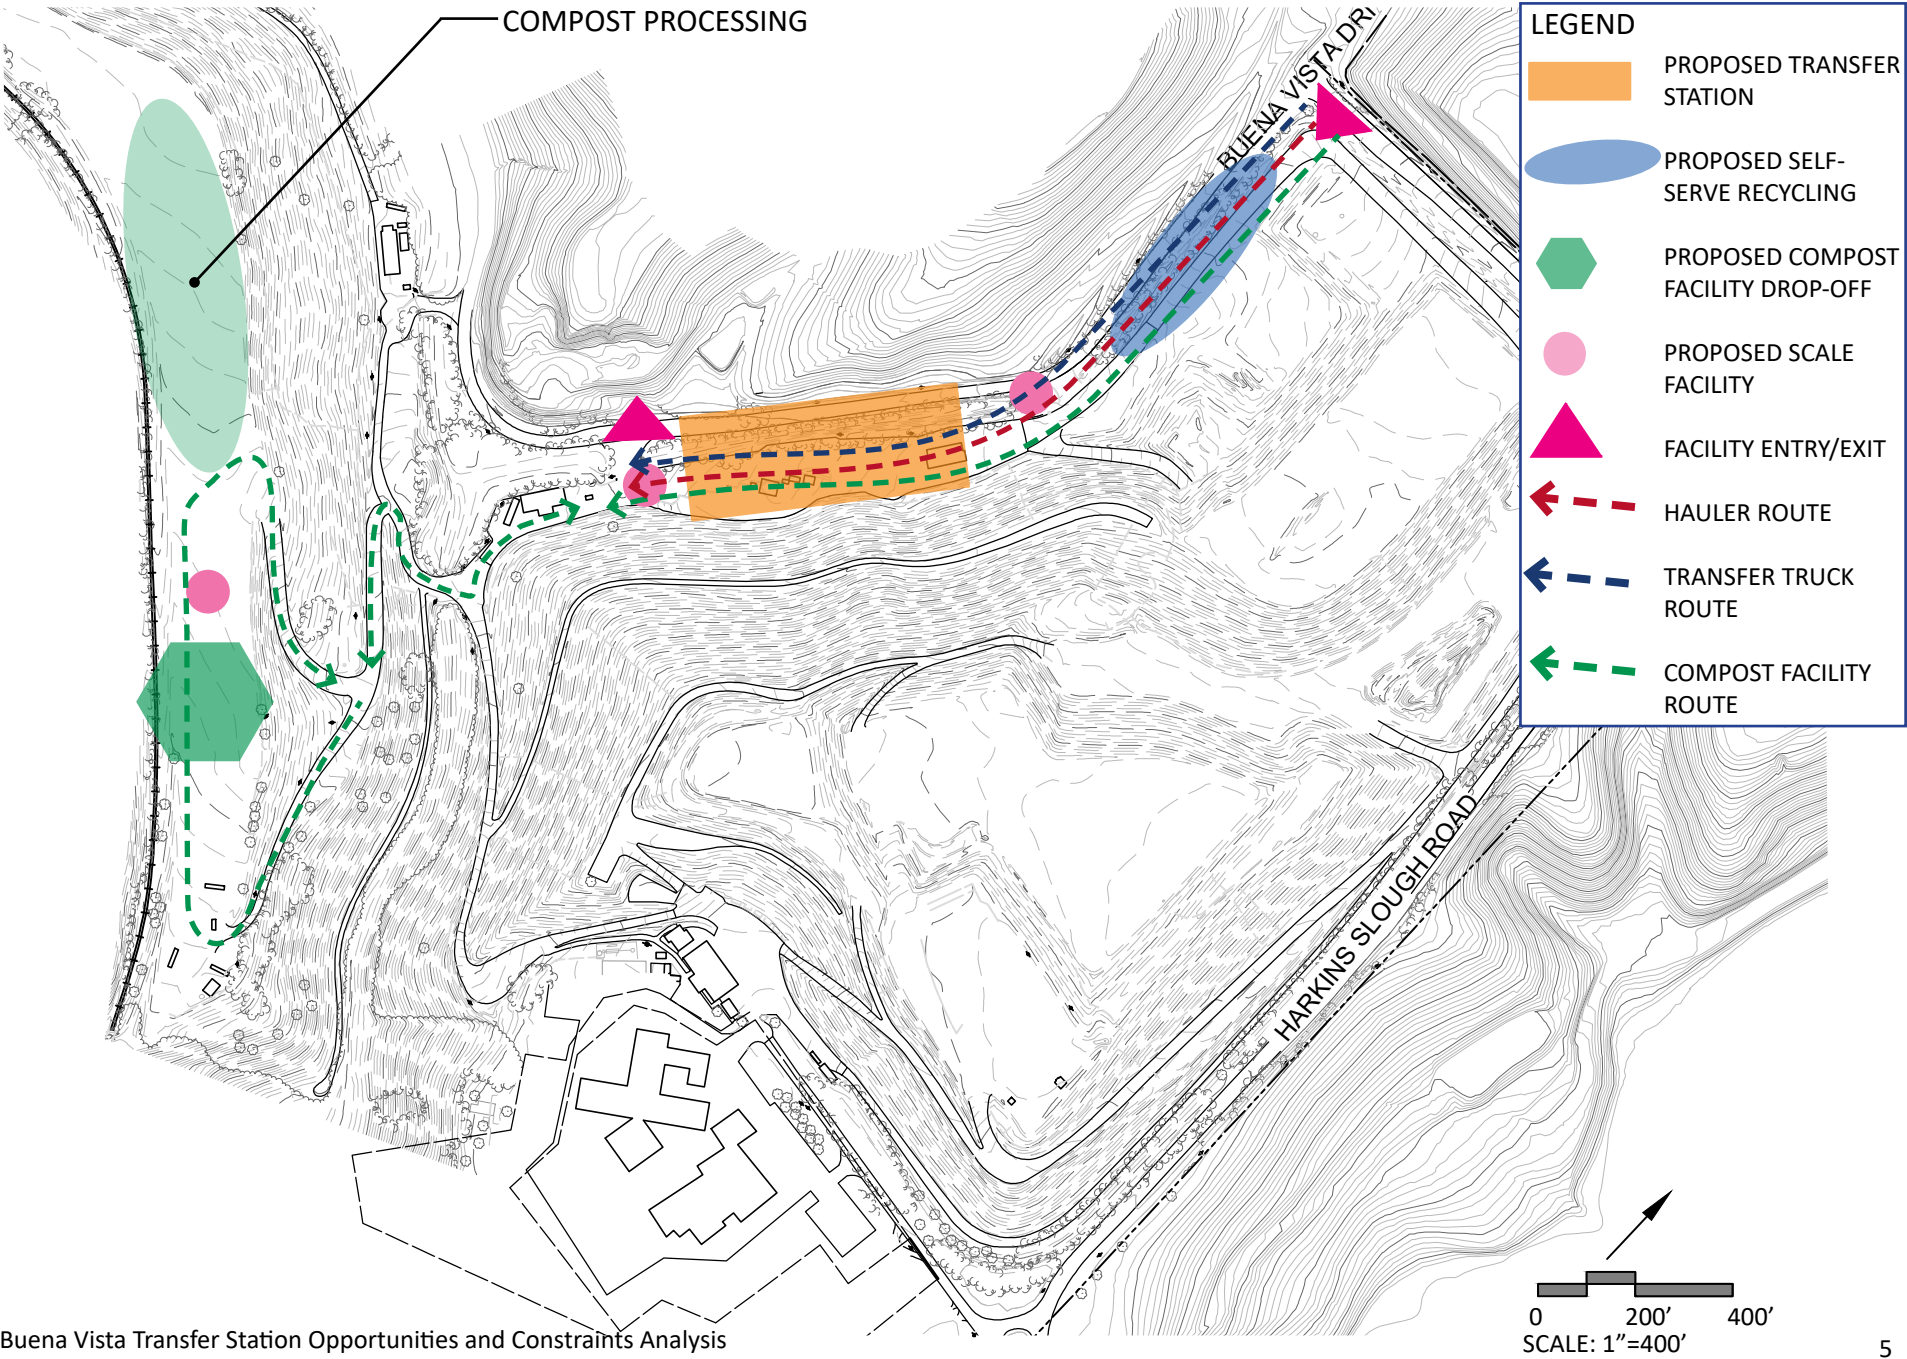 COMPOST PROCESSING
BUENA VISTA DRI
LEGEND
PROPOSED TRANSFER
STATION
PROPOSED SELF-
SERVE RECYCLING
PROPOSED COMPOST
FACILITY DROP-OFF
PROPOSED SCALE
FACILITY
FACILITY ENTRY/EXIT
HAULER ROUTE
TRANSFER TRUCK
ROUTE
COMPOST FACILITY
ROUTE
HARKINS SLOUGH ROAD
0 200' 400'
SCALE: 1”=400’
Buena Vista Transfer Station Opportunities and Constraints Analysis
5